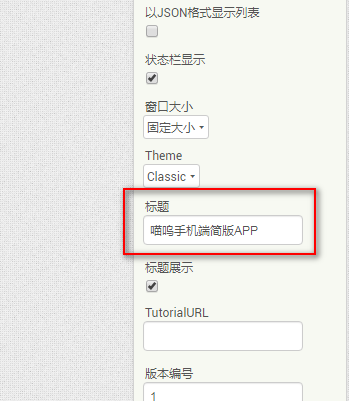 以JSON格式显示列表
状态栏显示
窗口大小
固定大小
Theme
Classic
标题
喵呜手机端简版APP
标题展示
TutorialURL
版本编号
1